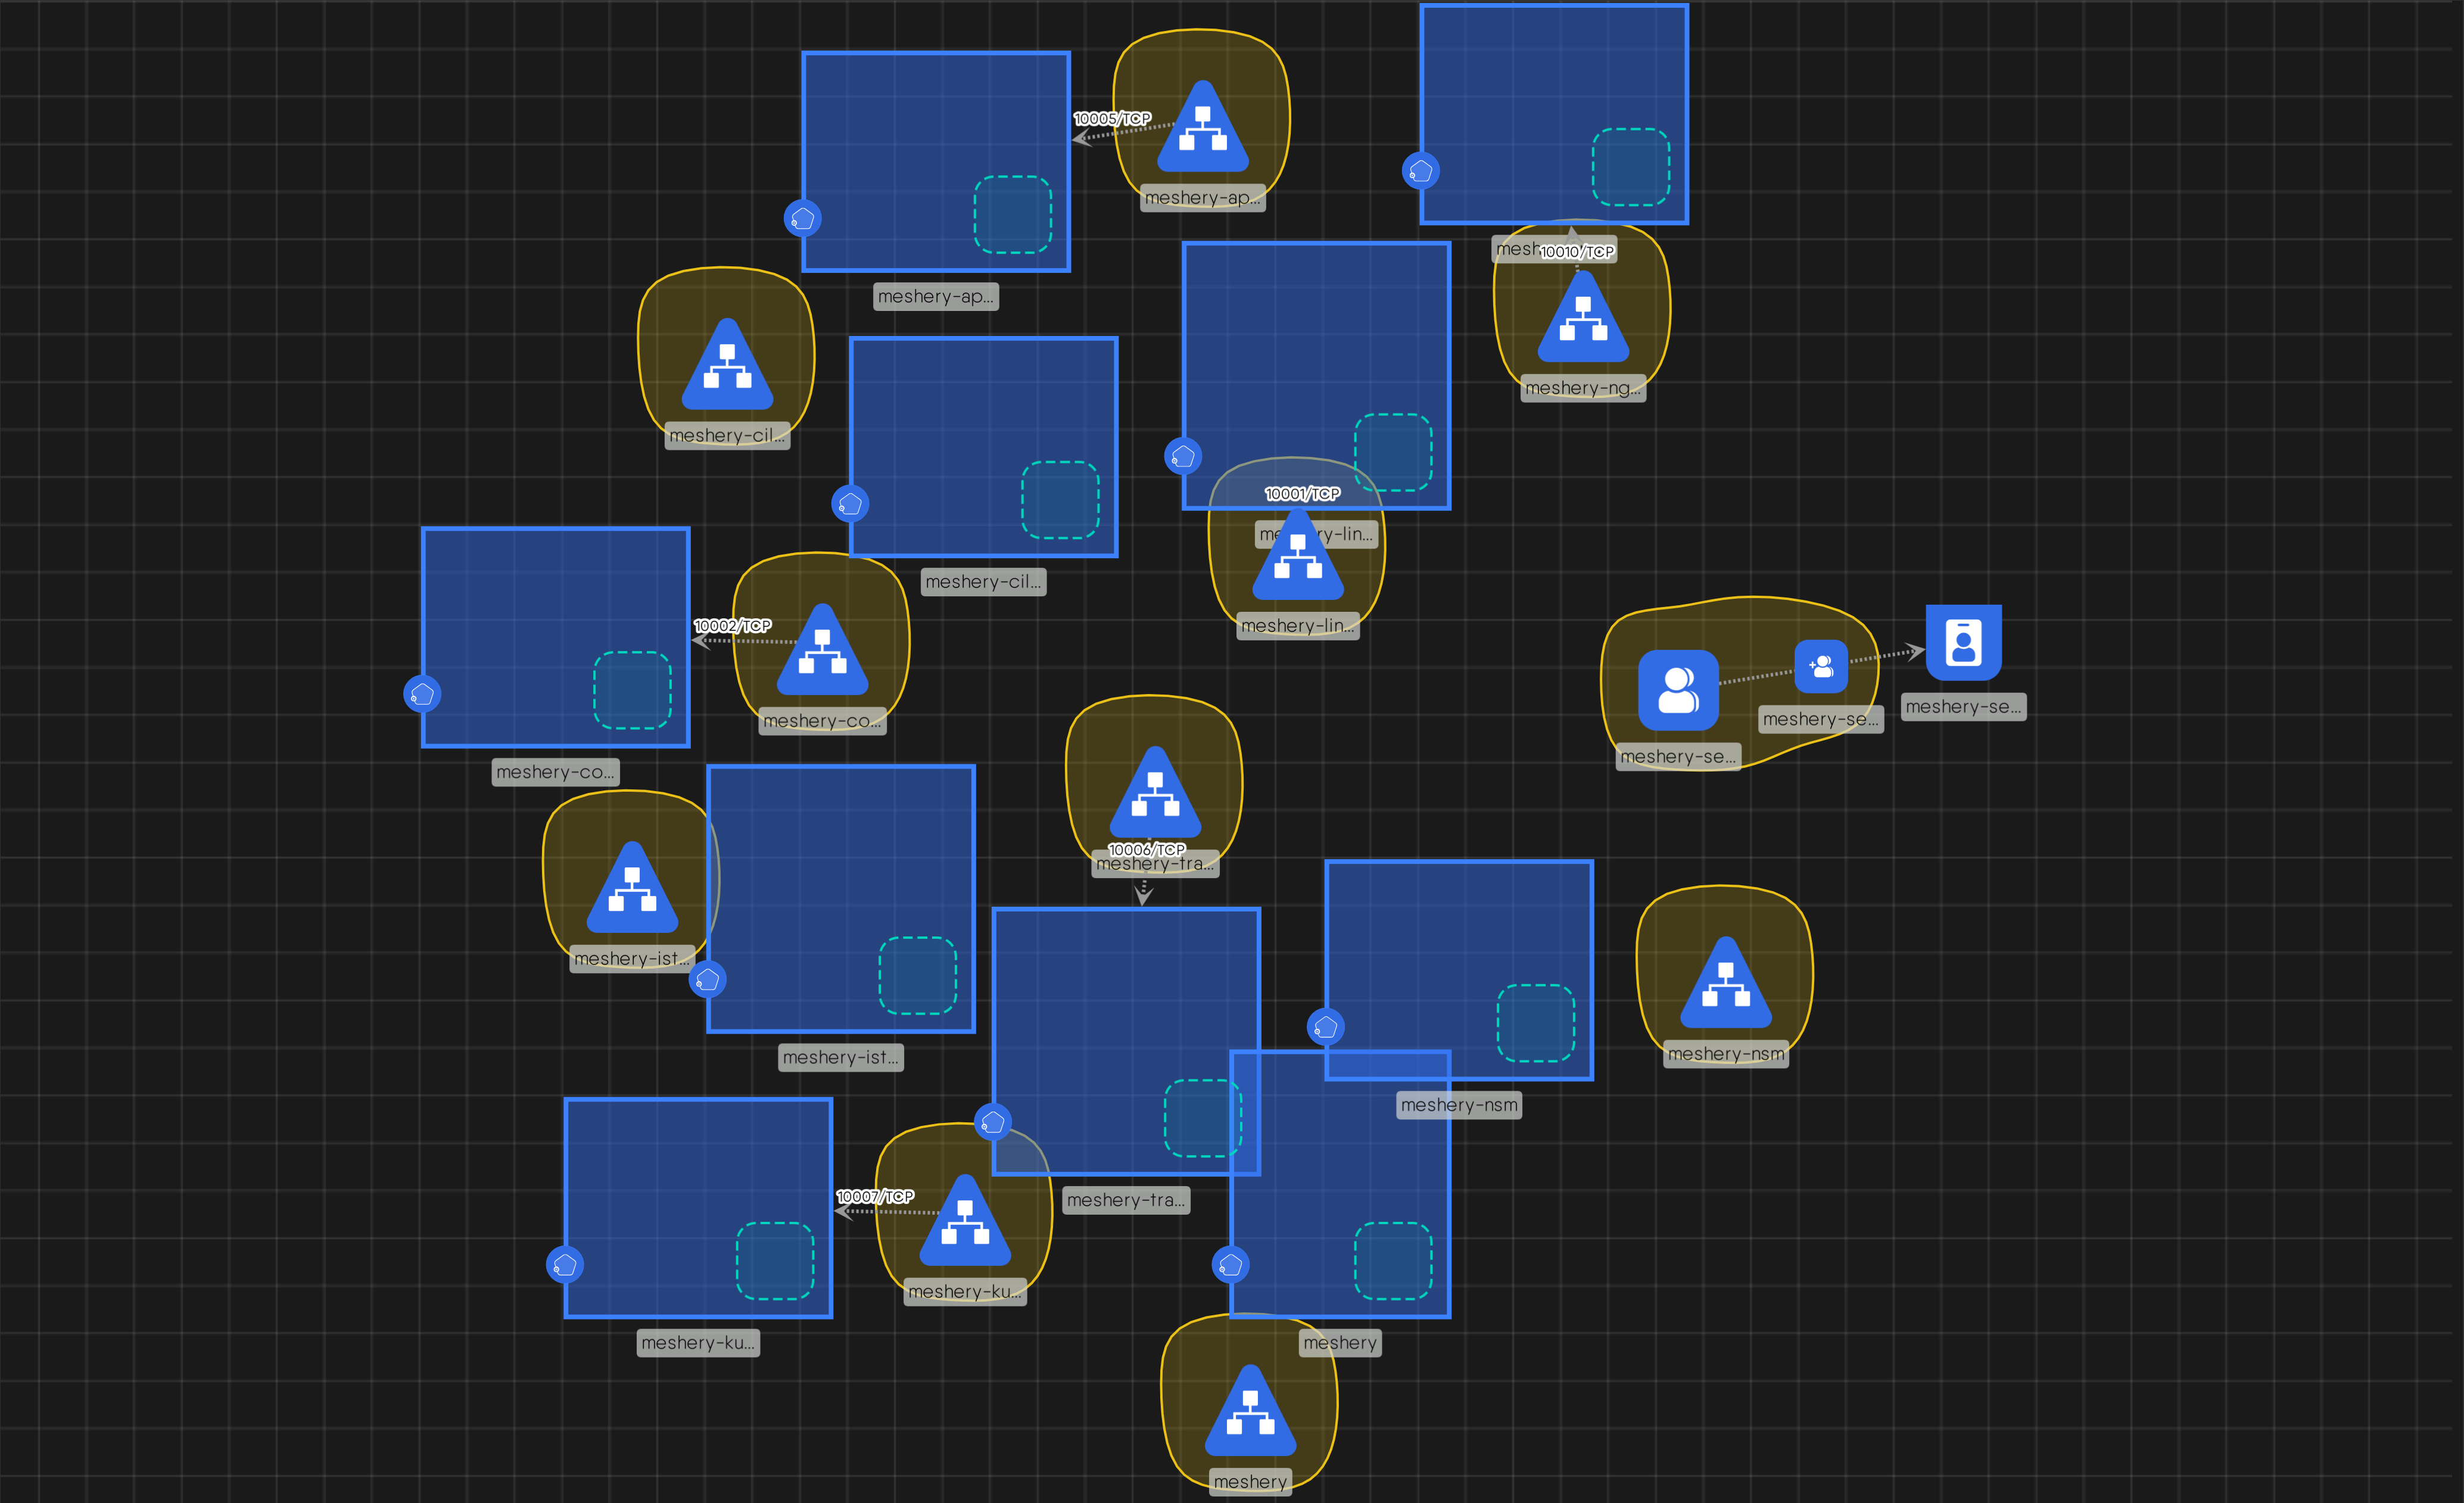 10005/TCP
meshery-ap...
10010/TCP
meshery-ap...
meshery-ng...
meshery-cil...
10001/TCP
meshery-cil...
meshery-lin...
10002/TCP
meshery-se...
meshery-se...
meshery-co...
meshery-se...
meshery-co...
10006/TCP
meshery-tra...
meshery-ist...
meshery-nsm
meshery-ist...
meshery-nsm
10007/TCP
meshery-tra...
meshery-ku...
meshery-ku...
meshery
meshery